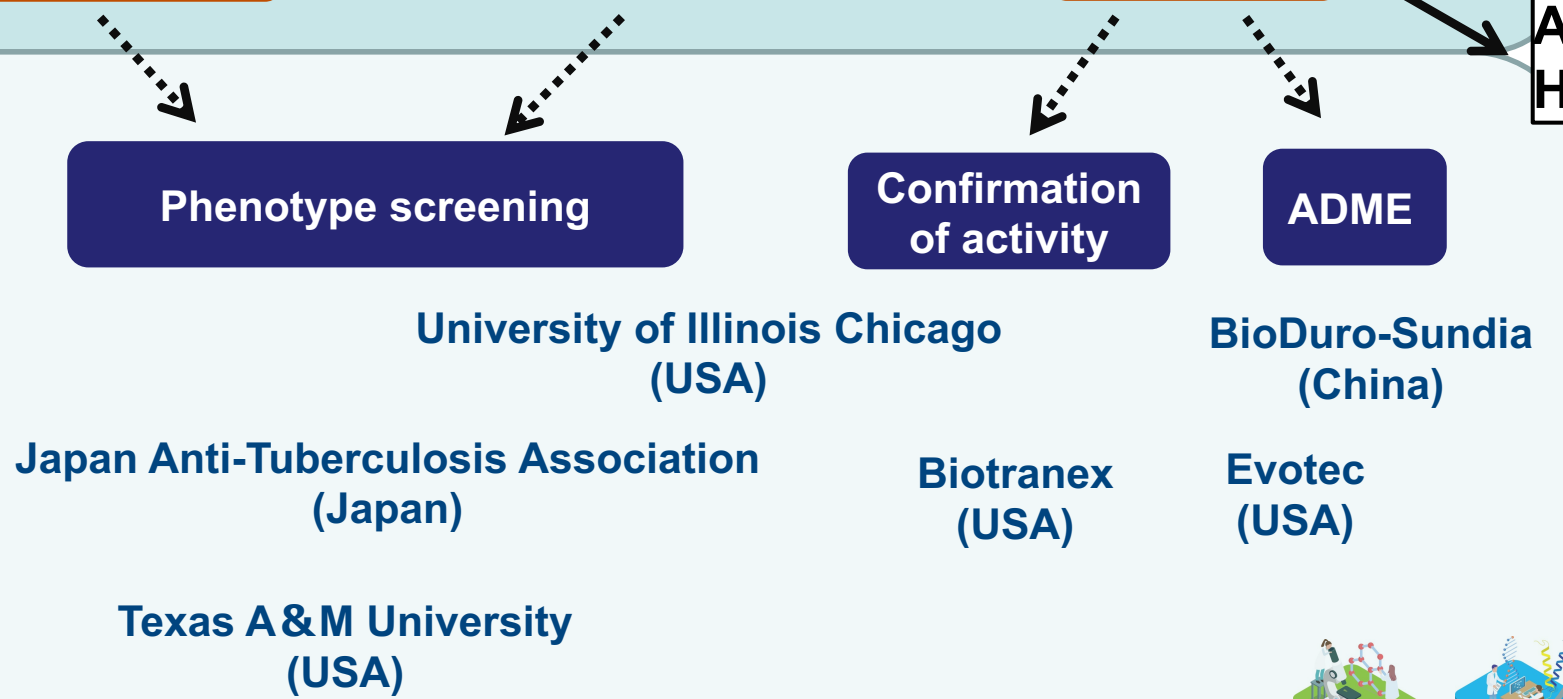 A
H
Phenotype screening
Confirmation
of activity
ADME
University of Illinois Chicago
(USA)
BioDuro-Sundia
(China)
Japan Anti-Tuberculosis Association
(Japan)
Biotranex
(USA)
Evotec
(USA)
Texas A&M University
(USA)